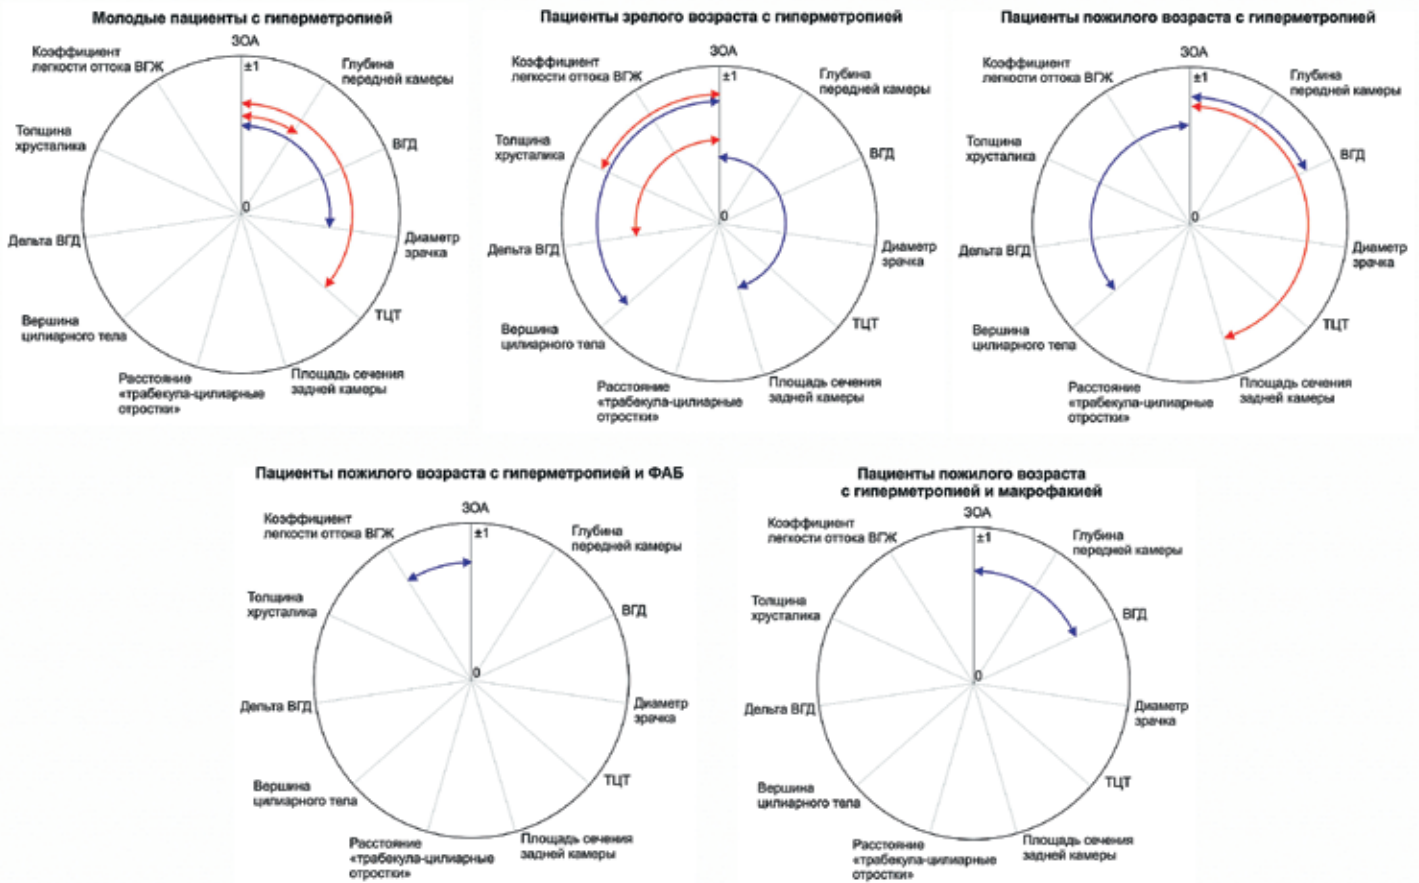 Молодые пациенты с гиперметропией
ЗОА
±1
Глубина
передней камеры
ВГД
Диаметр
зрачка
ТЦТ
Площадь сечения
задней камеры
Расстояние
«трабекула-цилиарные
отростки»
Вершина
цилиарного тела
Дельта ВГД
Толщина
хрусталика
Коэффициент
легкости оттока ВГЖ
0
Пациенты зрелого возраста с гиперметропией
ЗОА
±1
Глубина
передней камеры
ВГД
Диаметр
зрачка
ТЦТ
Площадь сечения
задней камеры
Расстояние
«трабекула-цилиарные
отростки»
Вершина
цилиарного тела
Дельта ВГД
Толщина
хрусталика
Коэффициент
легкости оттока ВГЖ
0
Пациенты пожилого возраста с гиперметропией
ЗОА
±1
Глубина
передней камеры
ВГД
Диаметр
зрачка
ТЦТ
Площадь сечения
задней камеры
Расстояние
«трабекула-цилиарные
отростки»
Вершина
цилиарного тела
Дельта ВГД
Толщина
хрусталика
Коэффициент
легкости оттока ВГЖ
0
Пациенты пожилого возраста с гиперметропией и ФАБ
ЗОА
±1
Глубина
передней камеры
ВГД
Диаметр
зрачка
ТЦТ
Площадь сечения
задней камеры
Расстояние
«трабекула-цилиарные
отростки»
Вершина
цилиарного тела
Дельта ВГД
Толщина
хрусталика
Коэффициент
легкости оттока ВГЖ
0
Пациенты пожилого возраста
с гиперметропией и макрофакией
ЗОА
±1
Глубина
передней камеры
ВГД
Диаметр
зрачка
ТЦТ
Площадь сечения
задней камеры
Расстояние
«трабекула-цилиарные
отростки»
Вершина
цилиарного тела
Дельта ВГД
Толщина
хрусталика
Коэффициент
легкости оттока ВГЖ
0